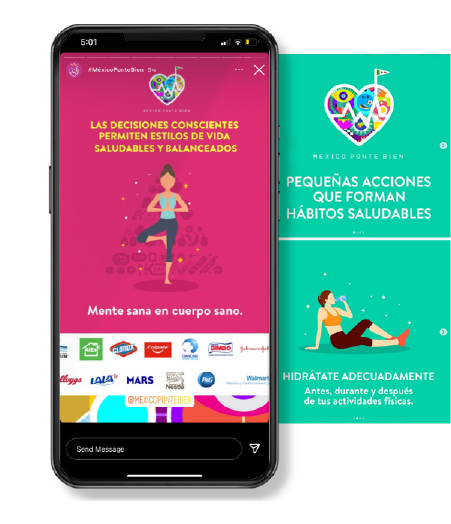 5:01
#MéxicoPonteBien
MÉXICO PONTE BIEN
LAS DECISIONES CONSCIENTES
PERMITEN ESTILOS DE VIDA
SALUDABLES Y BALANCEADOS
Mente sana en cuerpo sano.
Alen CLOROX Colgate DANONE BIMBO Johnson & Johnson
Kellogg's LALA MARS Nestlé P&G Walmart
@MEXICOPONTEBIEN
Send Message
MEXICO PONTE BIEN
PEQUEÑAS ACCIONES
QUE FORMAN
HÁBITOS SALUDABLES
HIDRÁTATE ADECUADAMENTE
Antes, durante y después
de tus actividades físicas.